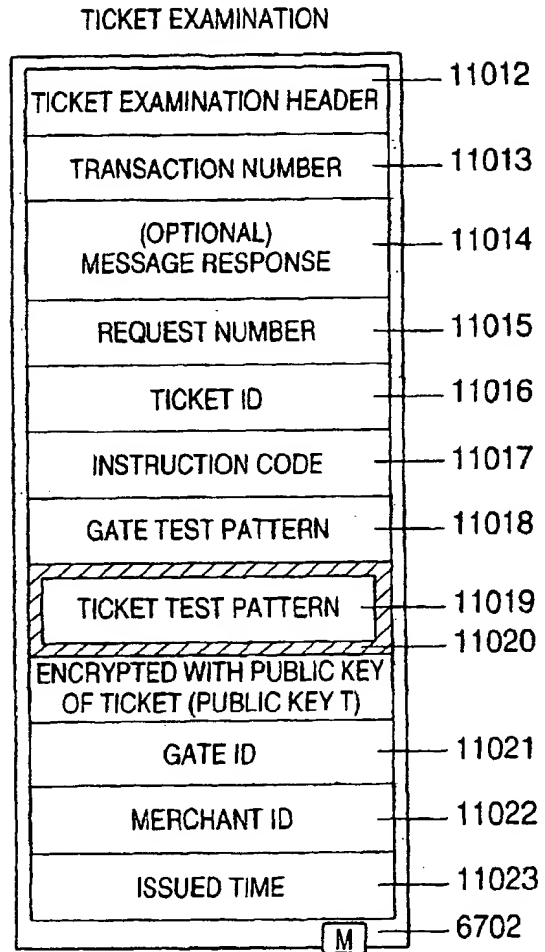 TICKET EXAMINATION
TICKET EXAMINATION HEADER 11012
TRANSACTION NUMBER 11013
(OPTIONAL)
MESSAGE RESPONSE 11014
REQUEST NUMBER 11015
TICKET ID 11016
INSTRUCTION CODE 11017
GATE TEST PATTERN 11018
TICKET TEST PATTERN 11019
11020
ENCRYPTED WITH PUBLIC KEY
OF TICKET (PUBLIC KEY T)
GATE ID 11021
MERCHANT ID 11022
ISSUED TIME 11023
M 6702